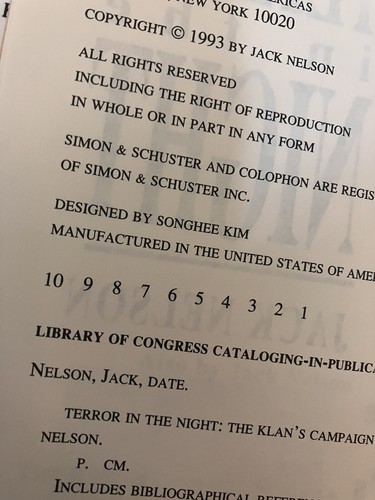 NEW YORK 10020
COPYRIGHT © 1993 BY JACK NELSON
ALL RIGHTS RESERVED
INCLUDING THE RIGHT OF REPRODUCTION
IN WHOLE OR IN PART IN ANY FORM
SIMON & SCHUSTER AND COLOPHON ARE REGIS
OF SIMON & SCHUSTER INC.
DESIGNED BY SONGHEE KIM
MANUFACTURED IN THE UNITED STATES OF AME
10 9 8 7 6 5 4 3 2 1
LIBRARY OF CONGRESS CATALOGING-IN-PUBLICA
NELSON, JACK, DATE.
TERROR IN THE NIGHT: THE KLAN'S CAMPAIGN
NELSON.
P. CM.
INCLUDES BIBLIOGRAPHICAL